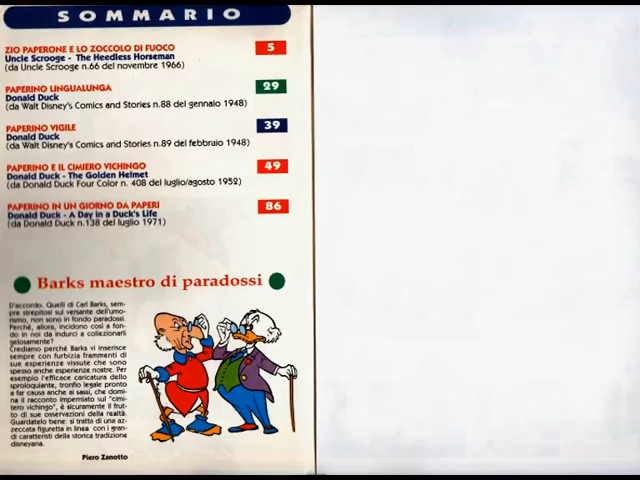 SOMMARIO
ZIO PAPERONE E LO ZOCCOLO DI FUOCO 5
Uncle Scrooge - The Heedless Horseman
(da Uncle Scrooge n.66 del novembre 1966)
PAPERINO LINGUALUNGA 29
Donald Duck
(da Walt Disney's Comics and Stories n.88 del gennaio 1948)
PAPERINO VIGILE 39
Donald Duck
(da Walt Disney's Comics and Stories n.89 del febbraio 1948)
PAPERINO E IL CIMIERO VICHINGO 49
Donald Duck - The Golden Helmet
(da Donald Duck Four Color n. 408 del luglio/agosto 1952)
PAPERINO IN UN GIORNO DA PAPERI 86
Donald Duck - A Day in a Duck's Life
(da Donald Duck n.138 del luglio 1971)
Barks maestro di paradossi
D'accordo. Quelli di Carl Barks, sem-
pre strepitosi sul versante dell'umo-
rismo, non sono in fondo paradossi.
Perché, allora, incidono così a fon-
do in noi da indurci a collezionarli
gelosamente?
Crediamo perché Barks vi inserisce
sempre con furbizia frammenti di
sue esperienze vissute che sono
spesso anche esperienze nostre. Per
esempio l'efficace caricatura dello
sproloquiante, tronfio legale pronto
a far causa anche ai sassi, che domi-
na il racconto imperniato sul "cimi-
tero vichingo", è sicuramente il frut-
to di sue osservazioni della realtà.
Guardatelo bene: si tratta di una az-
zeccata figuretta in linea con i gran-
di caratteristi della storica tradizione
disneyana.
Piero Zanotto